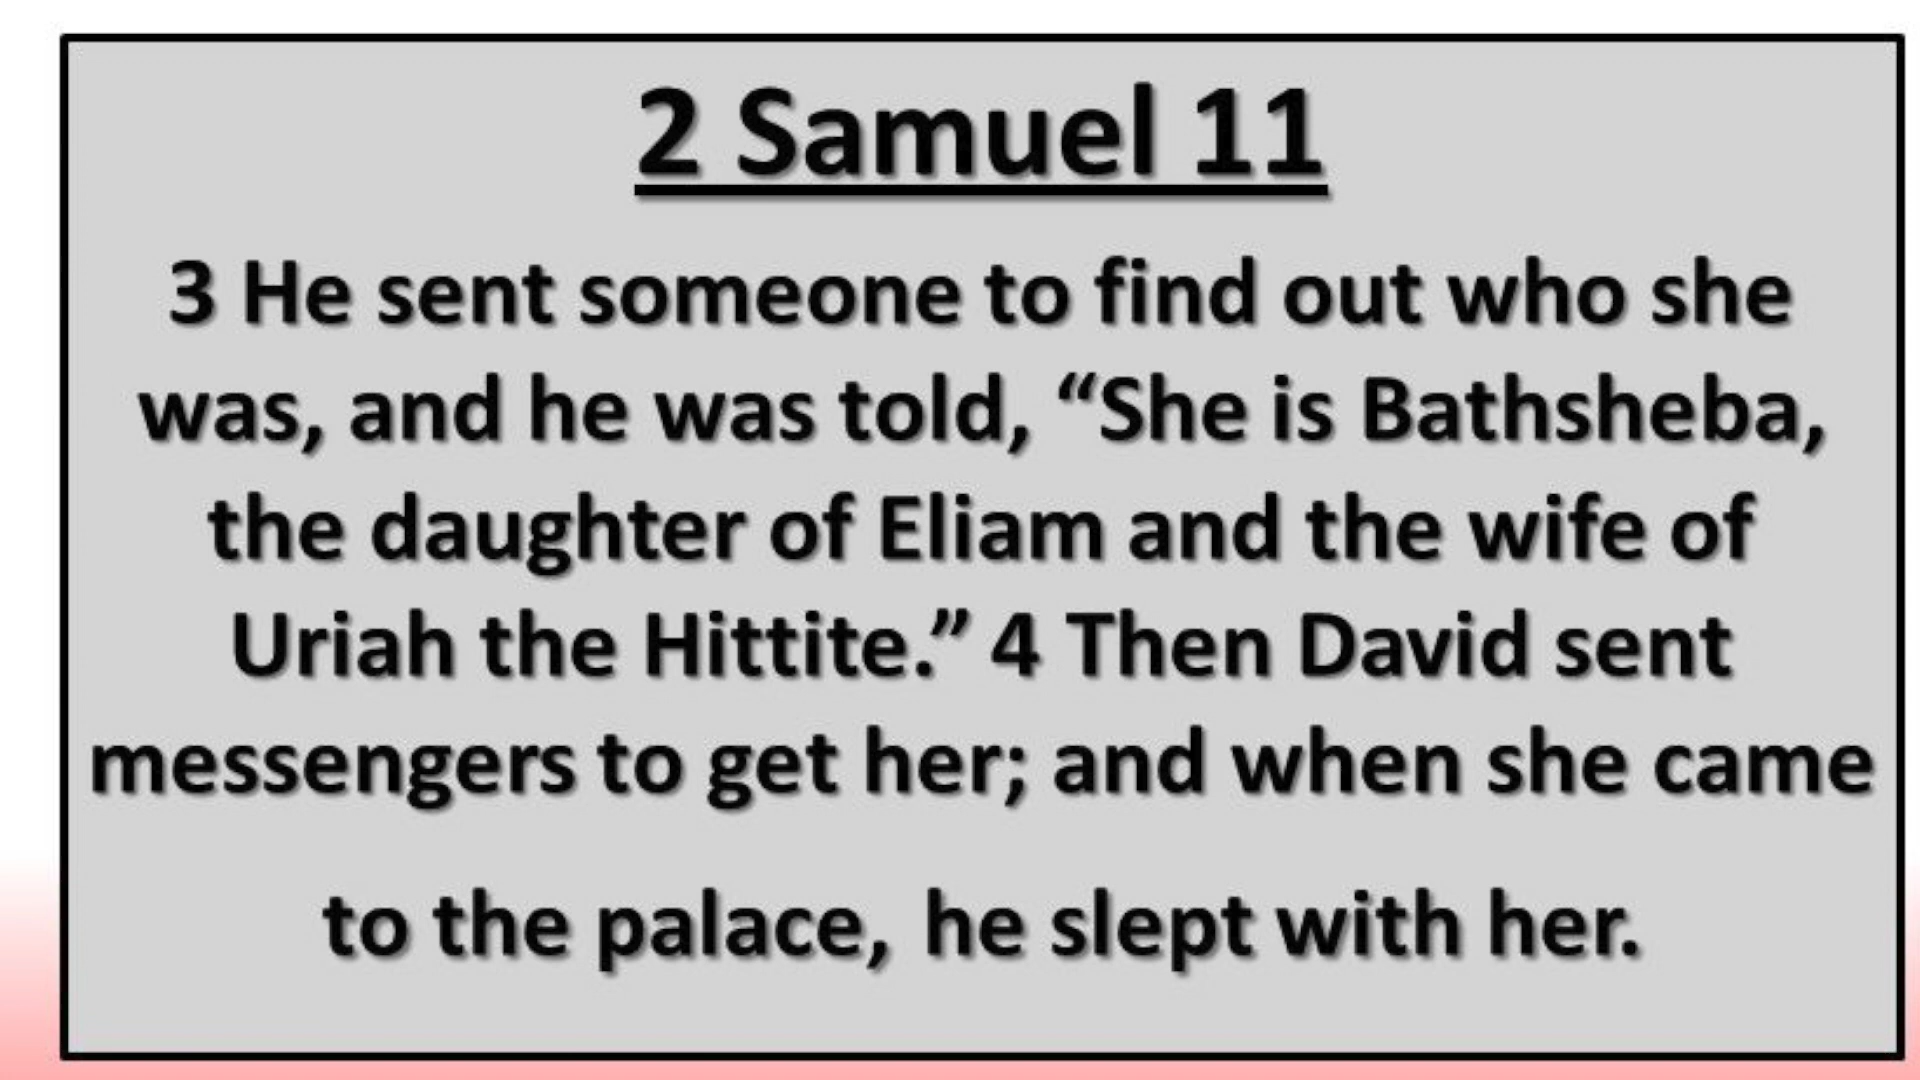 2 Samuel 11
3 He sent someone to find out who she
was, and he was told, “She is Bathsheba,
the daughter of Eliam and the wife of
Uriah the Hittite.” 4 Then David sent
messengers to get her; and when she came
to the palace, he slept with her.